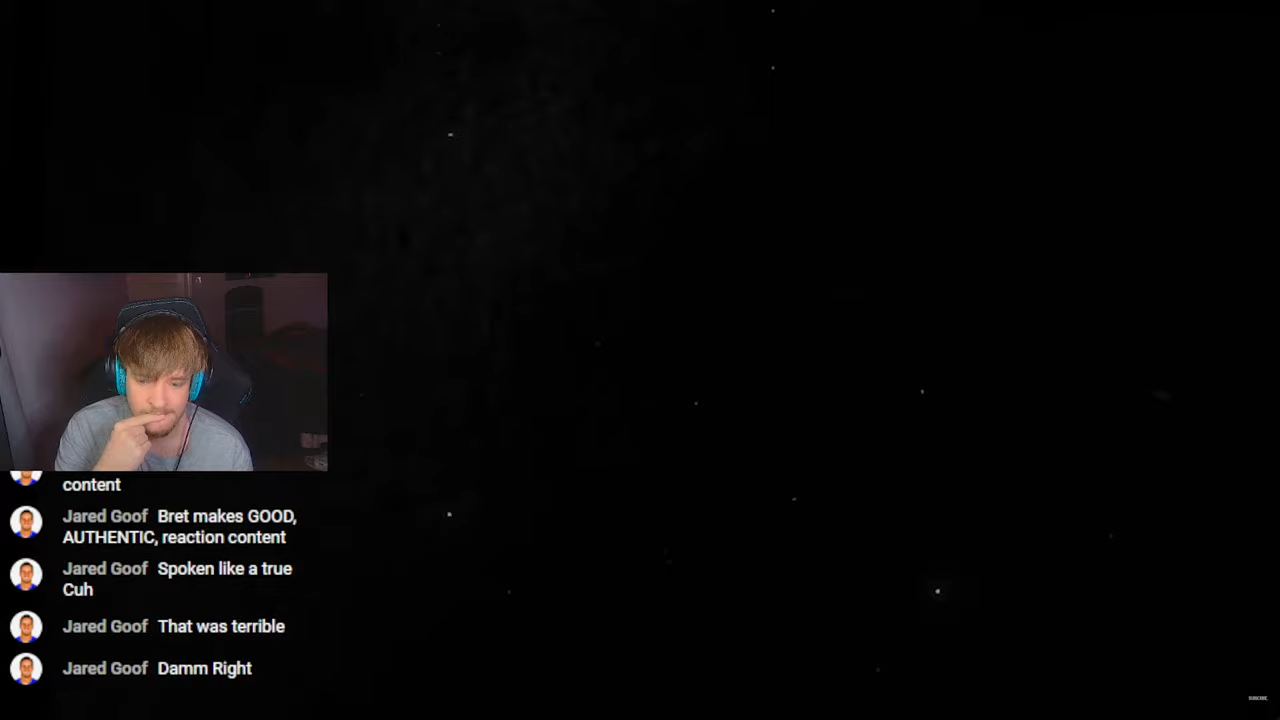 content
Jared Goof Bret makes GOOD,
AUTHENTIC, reaction content
Jared Goof Spoken like a true
Cuh
Jared Goof That was terrible
Jared Goof Damm Right
SUBSCRIBE